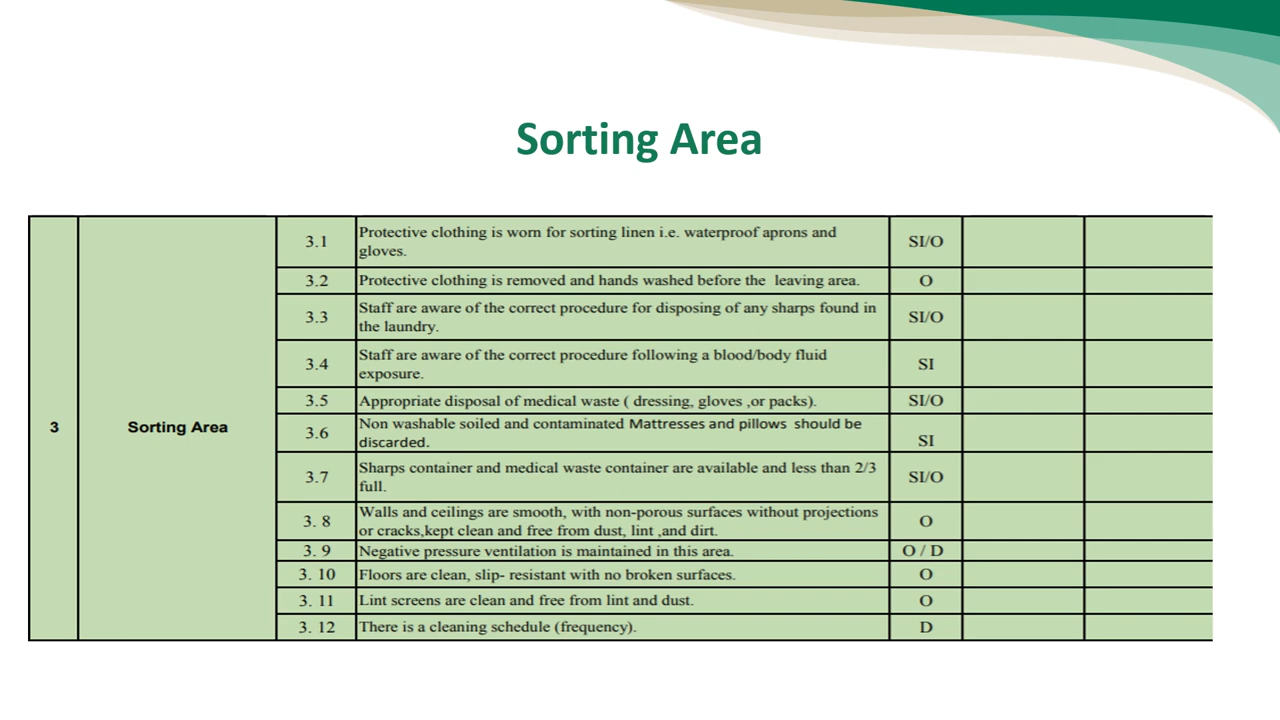 Sorting Area
3
Sorting Area
3.1
Protective clothing is worn for sorting linen i.e. waterproof aprons and
gloves.
SI/O
3.2
Protective clothing is removed and hands washed before the leaving area.
O
3.3
Staff are aware of the correct procedure for disposing of any sharps found in
the laundry.
SI/O
3.4
Staff are aware of the correct procedure following a blood/body fluid
exposure.
SI
3.5
Appropriate disposal of medical waste ( dressing, gloves ,or packs).
SI/O
3.6
Non washable soiled and contaminated Mattresses and pillows should be
discarded.
SI
3.7
Sharps container and medical waste container are available and less than 2/3
full.
SI/O
3. 8
Walls and ceilings are smooth, with non-porous surfaces without projections
or cracks,kept clean and free from dust, lint ,and dirt.
O
3. 9
Negative pressure ventilation is maintained in this area.
O / D
3. 10
Floors are clean, slip- resistant with no broken surfaces.
O
3. 11
Lint screens are clean and free from lint and dust.
O
3. 12
There is a cleaning schedule (frequency).
D